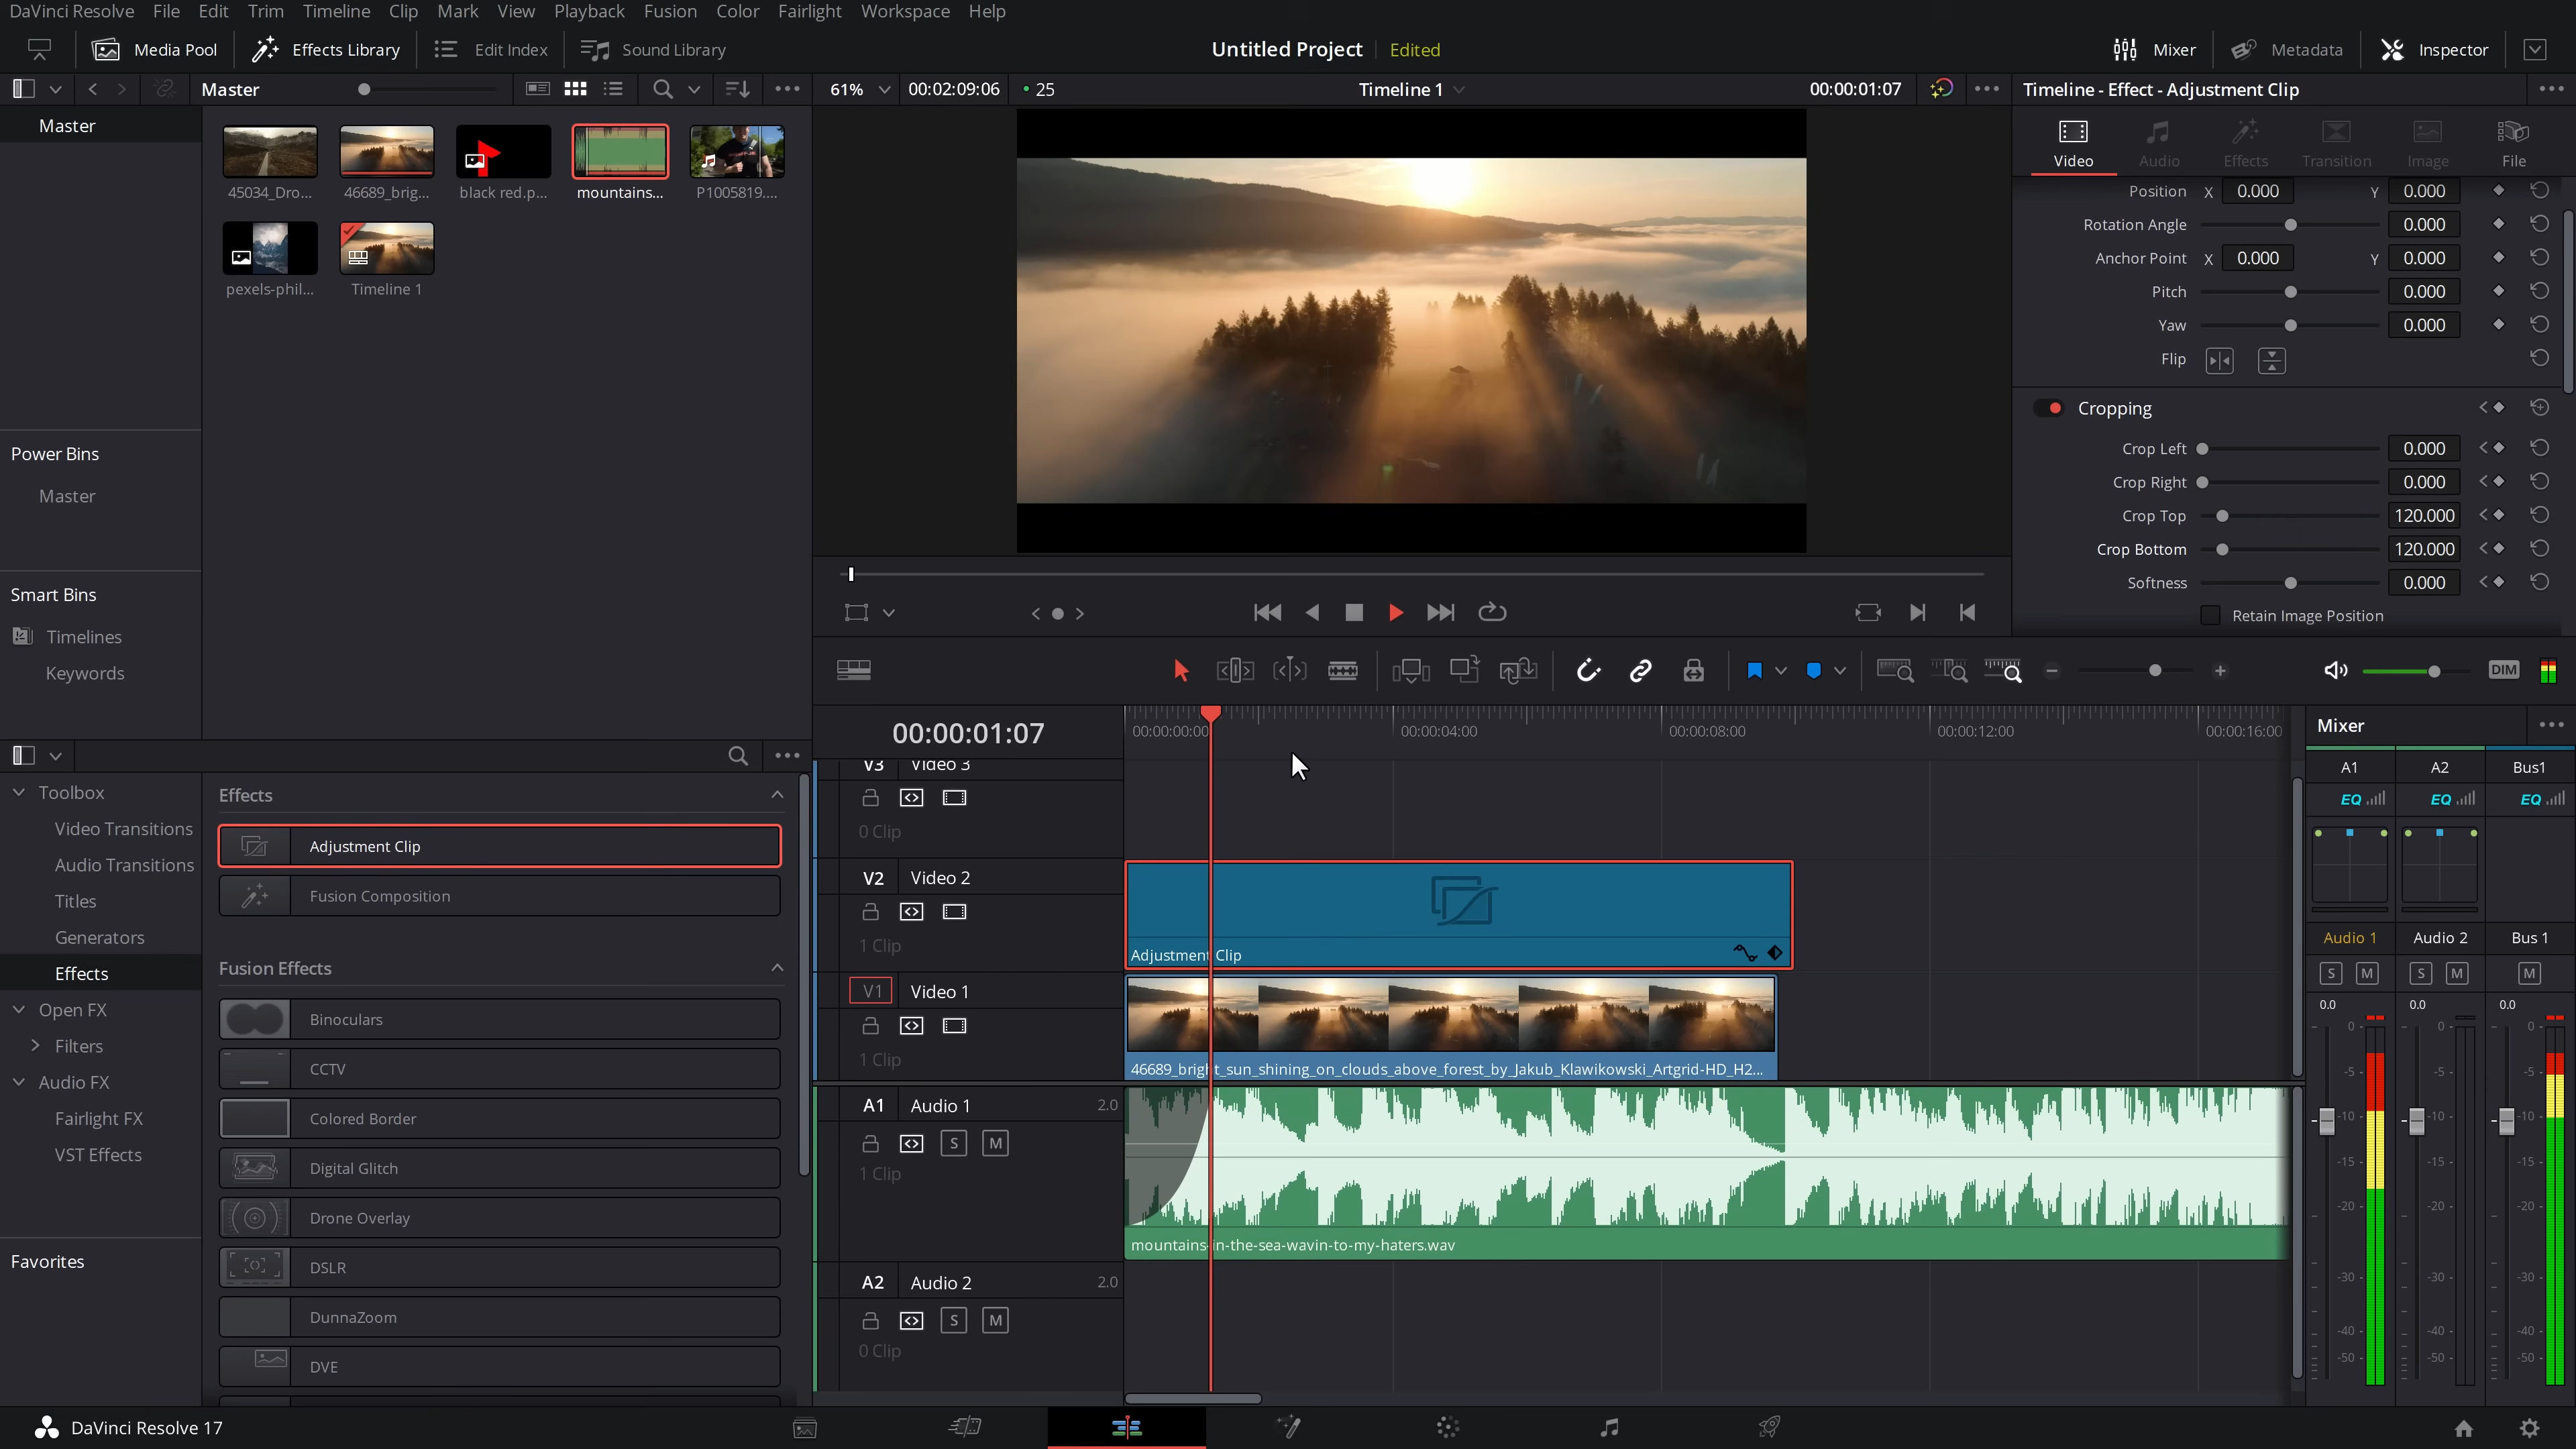 DaVinci Resolve File Edit Trim Timeline Clip Mark View Playback Fusion Color Fairlight Workspace Help
Media Pool Effects Library Edit Index Sound Library Untitled Project Edited Mixer Metadata Inspector
Master 61% 00:02:09:06 25 Timeline 1 00:00:01:07 Timeline - Effect - Adjustment Clip
Master
45034_Dro... 46689_brig... black red.p... mountains... P1005819....
pexels-phil... Timeline 1
Power Bins
Master
Smart Bins
Timelines
Keywords
Video Audio Effects Transition Image File
Position X 0.000 Y 0.000
Rotation Angle 0.000
Anchor Point X 0.000 Y 0.000
Pitch 0.000
Yaw 0.000
Flip
Cropping
Crop Left 0.000
Crop Right 0.000
Crop Top 120.000
Crop Bottom 120.000
Softness 0.000
Retain Image Position
DIM
Toolbox
Video Transitions
Audio Transitions
Titles
Generators
Effects
Open FX
Filters
Audio FX
Fairlight FX
VST Effects
Favorites
Effects
Adjustment Clip
Fusion Composition
Fusion Effects
Binoculars
CCTV
Colored Border
Digital Glitch
Drone Overlay
DSLR
DunnaZoom
DVE
00:00:01:07 00:00:00:00 00:00:04:00 00:00:08:00 00:00:12:00 00:00:16:00
V3 Video 3
0 Clip
V2 Video 2
1 Clip
Adjustment Clip
V1 Video 1
1 Clip
46689_bright_sun_shining_on_clouds_above_forest_by_Jakub_Klawikowski_Artgrid-HD_H2...
A1 Audio 1 2.0
S M
1 Clip
mountains-in-the-sea-wavin-to-my-haters.wav
A2 Audio 2 2.0
S M
0 Clip
Mixer
A1 A2 Bus1
EQ EQ EQ
Audio 1 Audio 2 Bus 1
S M S M M
0.0 0.0 0.0
0 0 0
-5 -5 -5
-10 -10 -10
-15 -15 -15
-20 -20 -20
-30 -30 -30
-40 -40 -40
-50 -50 -50
DaVinci Resolve 17